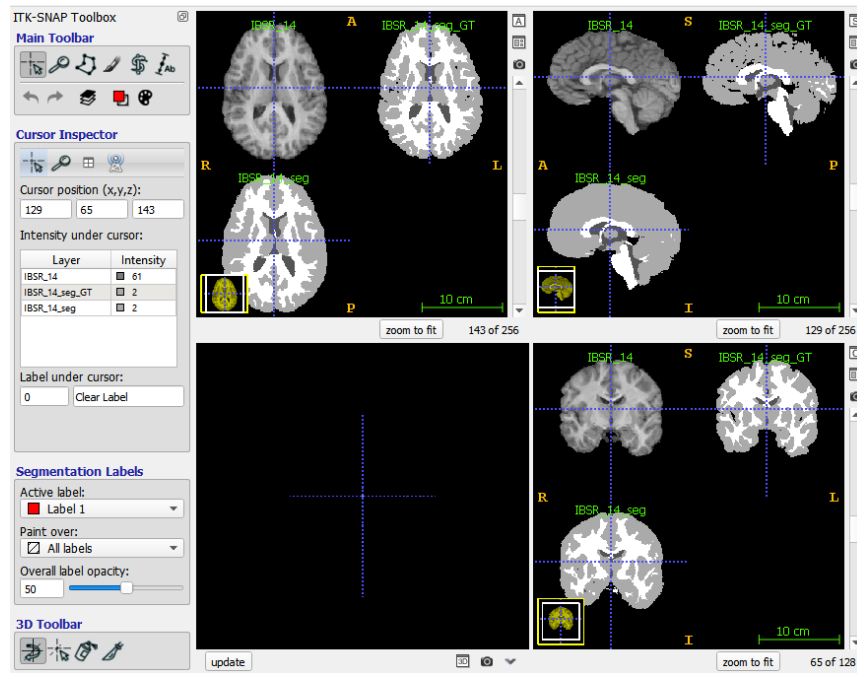 ITK-SNAP Toolbox
Main Toolbar
Ab
Cursor Inspector
Cursor position (x,y,z):
129 65 143
Intensity under cursor:
Layer Intensity
IBSR_14 61
IBSR_14_seg_GT 2
IBSR_14_seg 2
Label under cursor:
0 Clear Label
Segmentation Labels
Active label:
Label 1
Paint over:
All labels
Overall label opacity:
50
3D Toolbar
IBSR_14 A IBSR_14_seg_GT
R L
IBSR_14_seg
P 10 cm
A
zoom to fit 143 of 256
IBSR_14 S IBSR_14_seg_GT
A P
IBSR_14_seg
I 10 cm
S
zoom to fit 129 of 256
update 3D
IBSR_14 S IBSR_14_seg_GT
R L
IBSR_14_seg
I 10 cm
C
zoom to fit 65 of 128